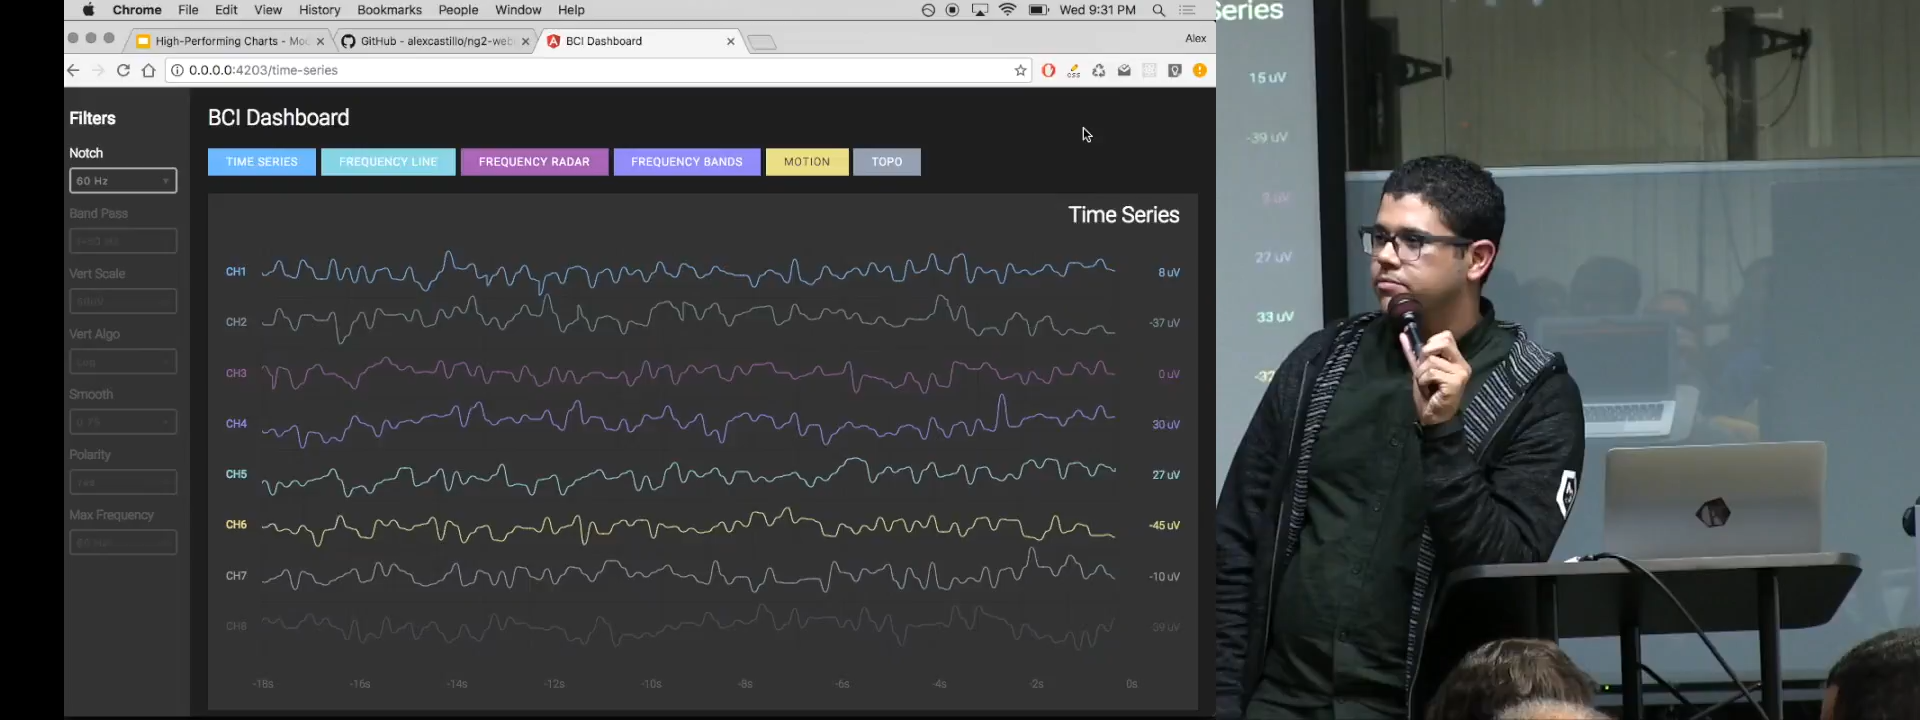 Chrome File Edit View History Bookmarks People Window Help Wed 9:31 PM
High-Performing Charts - Mo
GitHub - alexcastillo/ng2-web
BCI Dashboard
Alex
0.0.0.0:4203/time-series
Filters
Notch
60 Hz
Band Pass
Vert Scale
Vert Algo
Log
Smooth
0.75
Polarity
Max Frequency
BCI Dashboard
TIME SERIES FREQUENCY LINE FREQUENCY RADAR FREQUENCY BANDS MOTION TOPO
Time Series
CH1 8 uV
CH2 -37 uV
CH3 0 uV
CH4 30 uV
CH5 27 uV
CH6 -45 uV
CH7 -10 uV
CH8 39 uV
-18s -16s -14s -12s -10s -8s -6s -4s -2s 0s
Series
15 uV
-39 uV
27 uV
33 uV